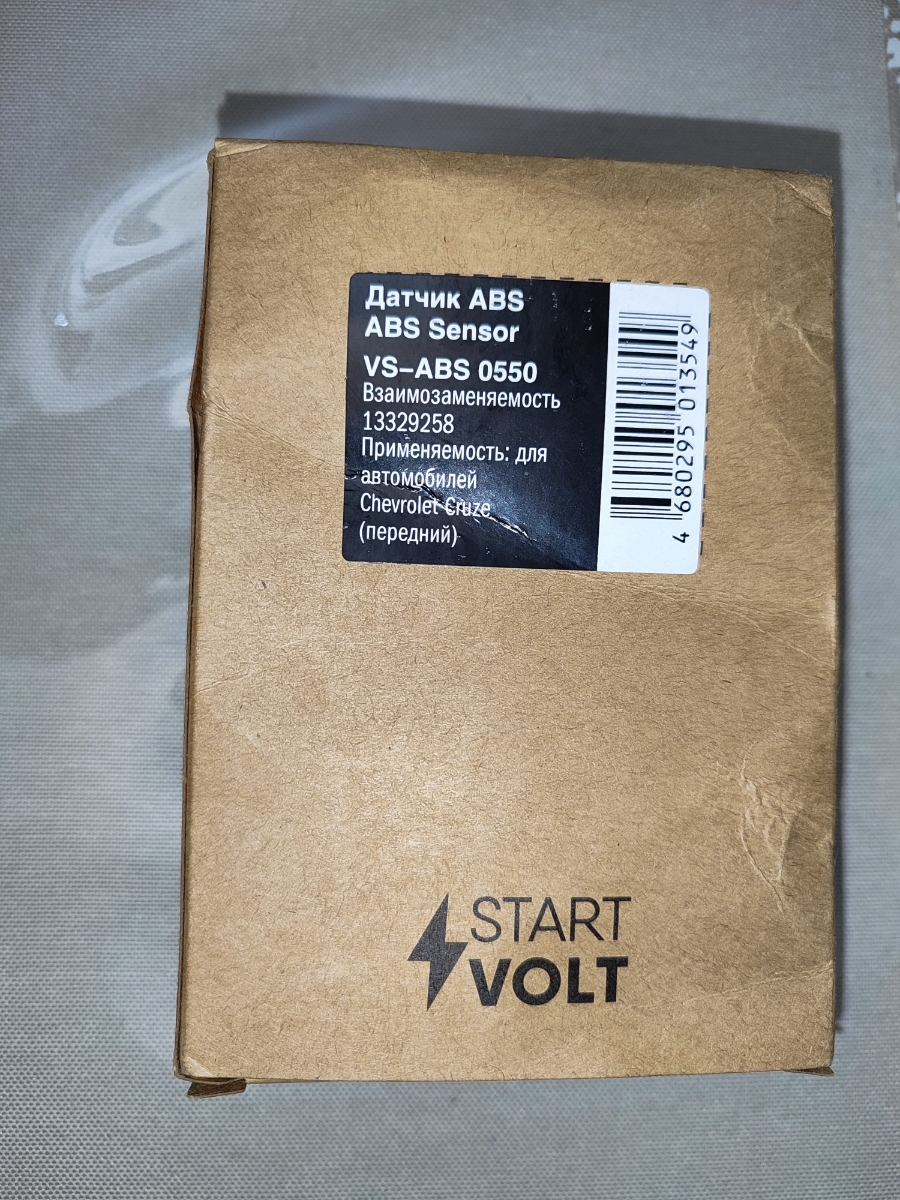 Датчик ABS
ABS Sensor
VS–ABS 0550
Взаимозаменяемость
13329258
Применяемость: для
автомобилей
Chevrolet Cruze
(передний)
4 680295 013549
START
VOLT